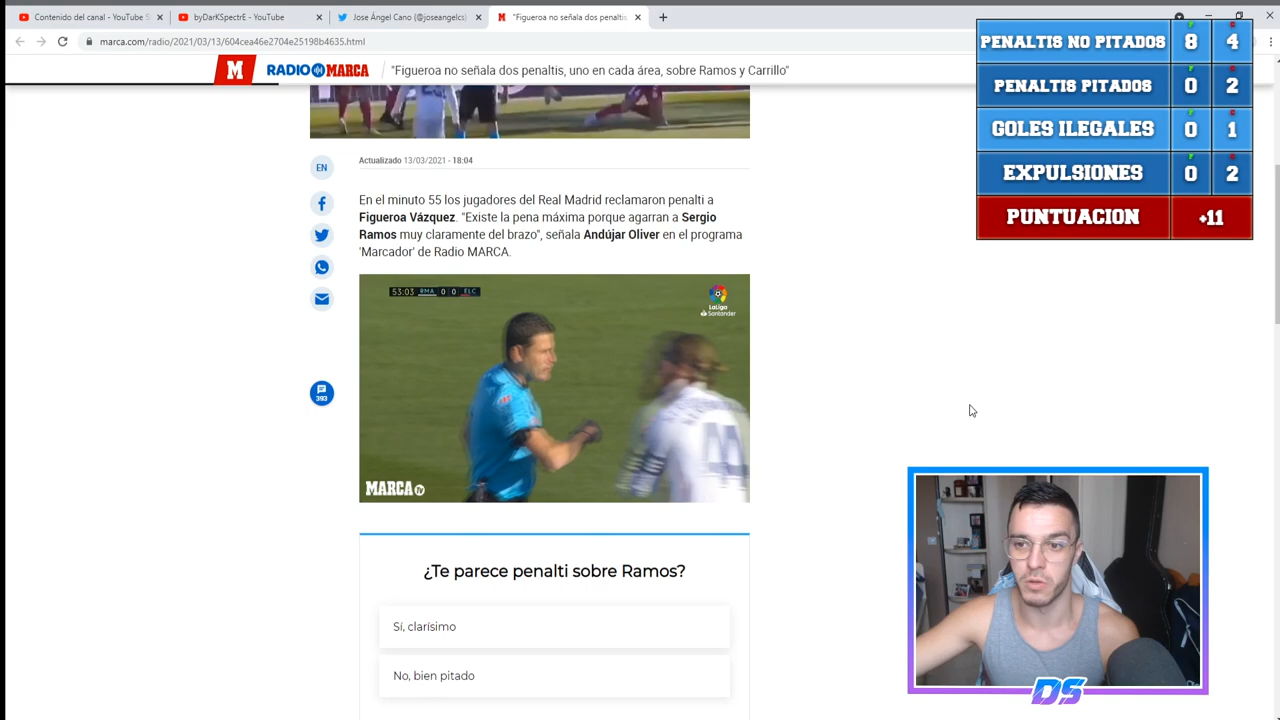 Contenido del canal - YouTube S
byDarKSpectrE - YouTube
Jose Ángel Cano (@joseangelcs)
"Figueroa no señala dos penaltis,
marca.com/radio/2021/03/13/604cea46e2704e25198b4635.html
M RADIO MARCA "Figueroa no señala dos penaltis, uno en cada área, sobre Ramos y Carrillo"
PENALTIS NO PITADOS 8 4
PENALTIS PITADOS 0 2
GOLES ILEGALES 0 1
EXPULSIONES 0 2
PUNTUACION +11
Actualizado 13/03/2021 - 18:04
EN
En el minuto 55 los jugadores del Real Madrid reclamaron penalti a
Figueroa Vázquez. "Existe la pena máxima porque agarran a Sergio
Ramos muy claramente del brazo", señala Andújar Oliver en el programa
'Marcador' de Radio MARCA.
53:03 RMA 0 0 ELC
LaLiga
Santander
393
MARCA TV
¿Te parece penalti sobre Ramos?
Sí, clarísimo
No, bien pitado
DS